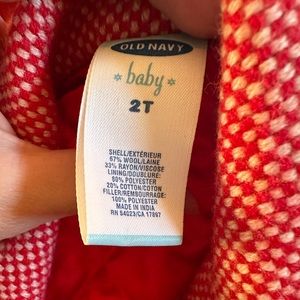 OLD NAVY
baby
2T
SHELL/EXTÉRIEUR
67% WOOL/LAINE
33% RAYON/VISCOSE
LINING/DOUBLURE:
80% POLYESTER
20% COTTON/COTON
FILLER/REMBOURRAGE:
100% POLYESTER
MADE IN INDIA
RN 54023/CA 17897